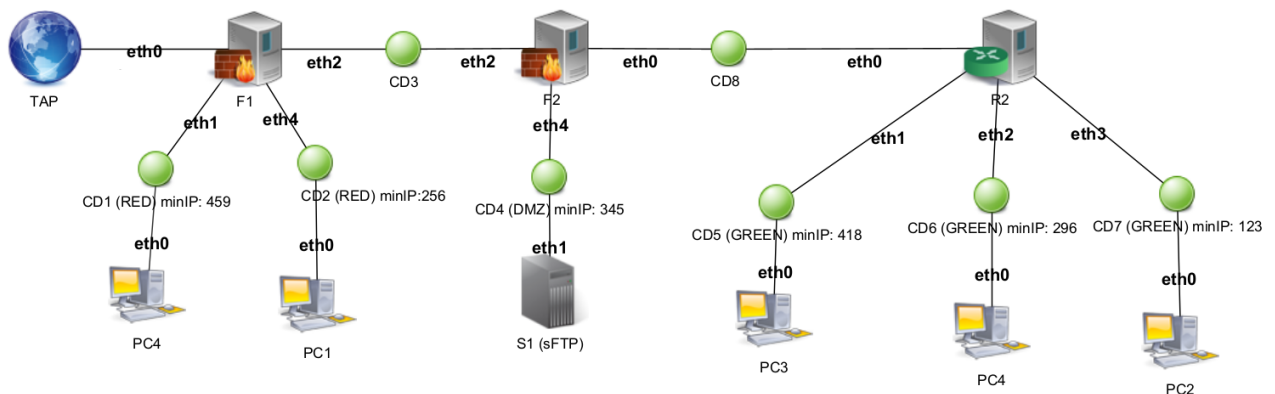 eth0
eth2
eth2
eth0
eth0
TAP
F1
CD3
F2
CD8
R2
eth1
eth4
eth4
eth1
eth2
eth3
CD1 (RED) minIP: 459
CD2 (RED) minIP:256
CD4 (DMZ) minIP: 345
CD5 (GREEN) minIP: 418
CD6 (GREEN) minIP: 296
CD7 (GREEN) minIP: 123
eth0
eth0
eth1
eth0
eth0
eth0
PC4
PC1
S1 (sFTP)
PC3
PC4
PC2